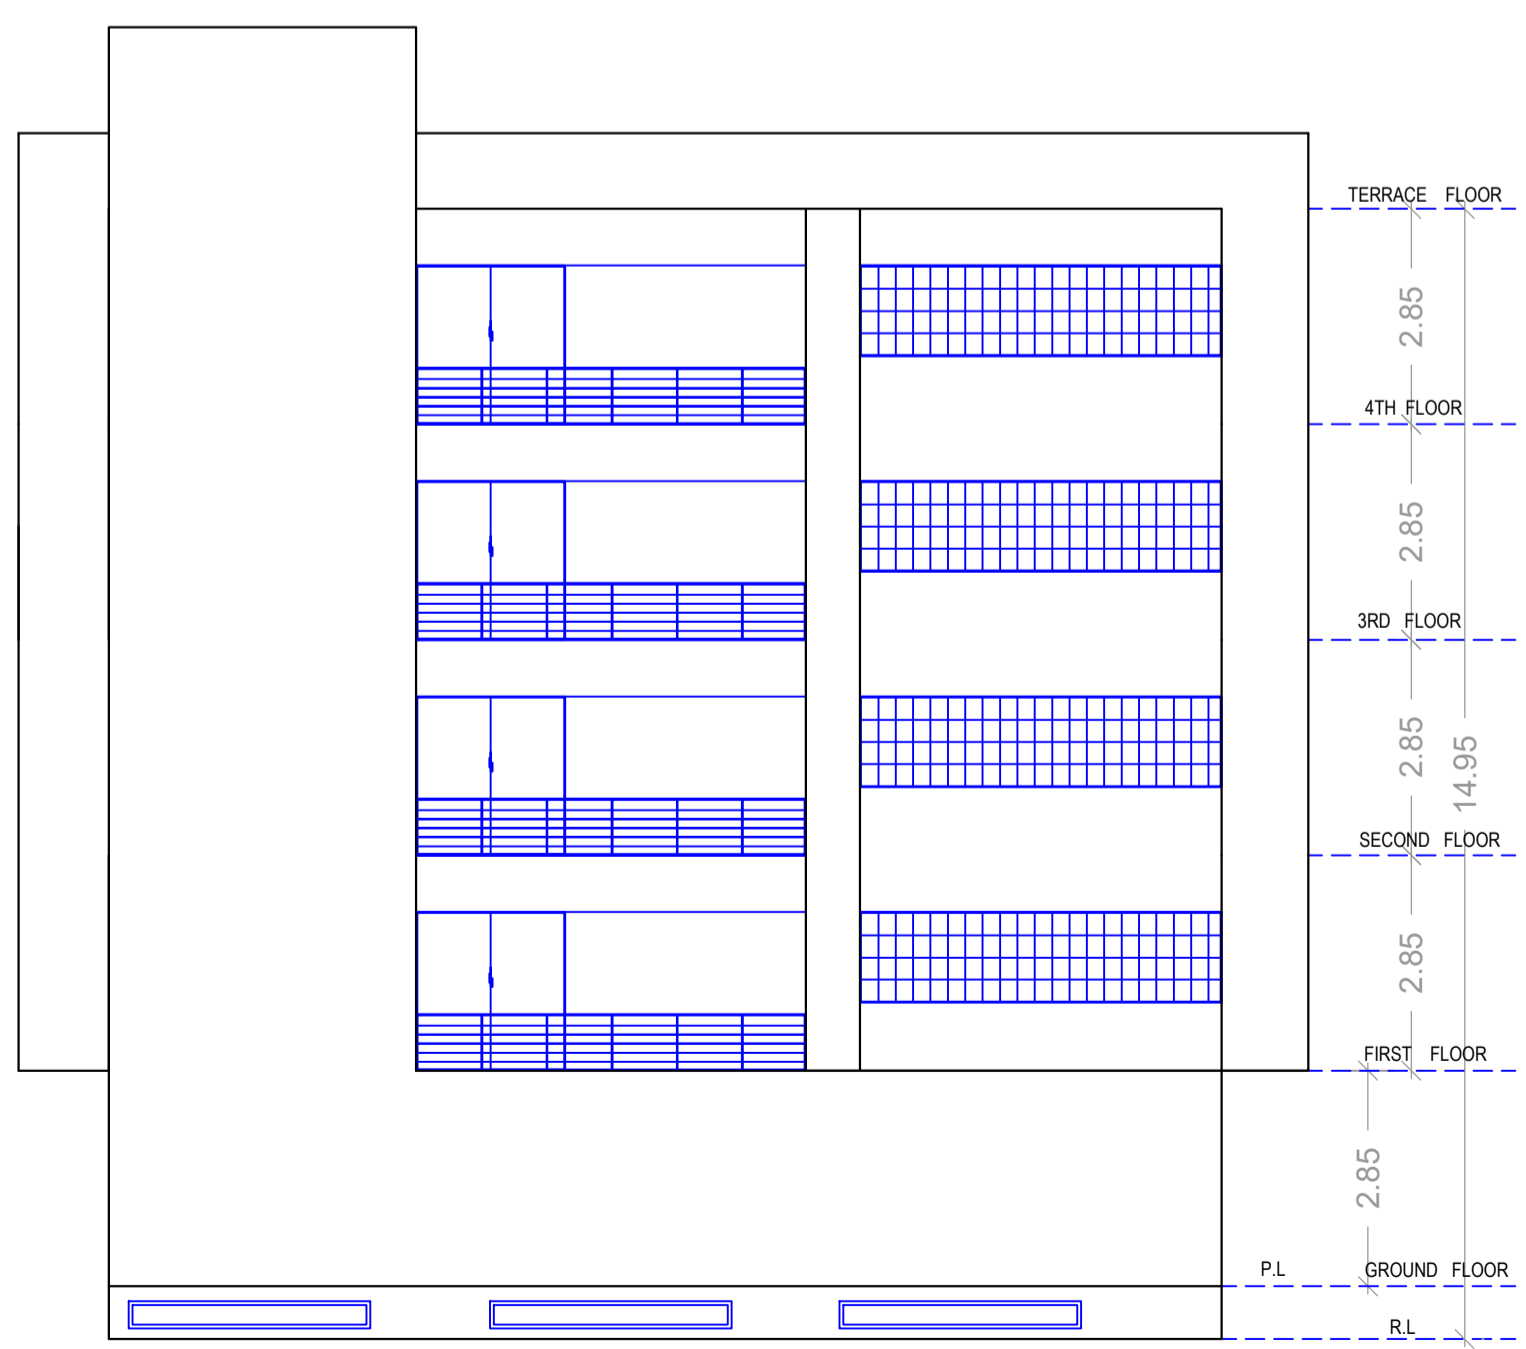 TERRACE FLOOR
2.85
4TH FLOOR
2.85
3RD FLOOR
2.85
14.95
SECOND FLOOR
2.85
FIRST FLOOR
2.85
P.L GROUND FLOOR
R.L